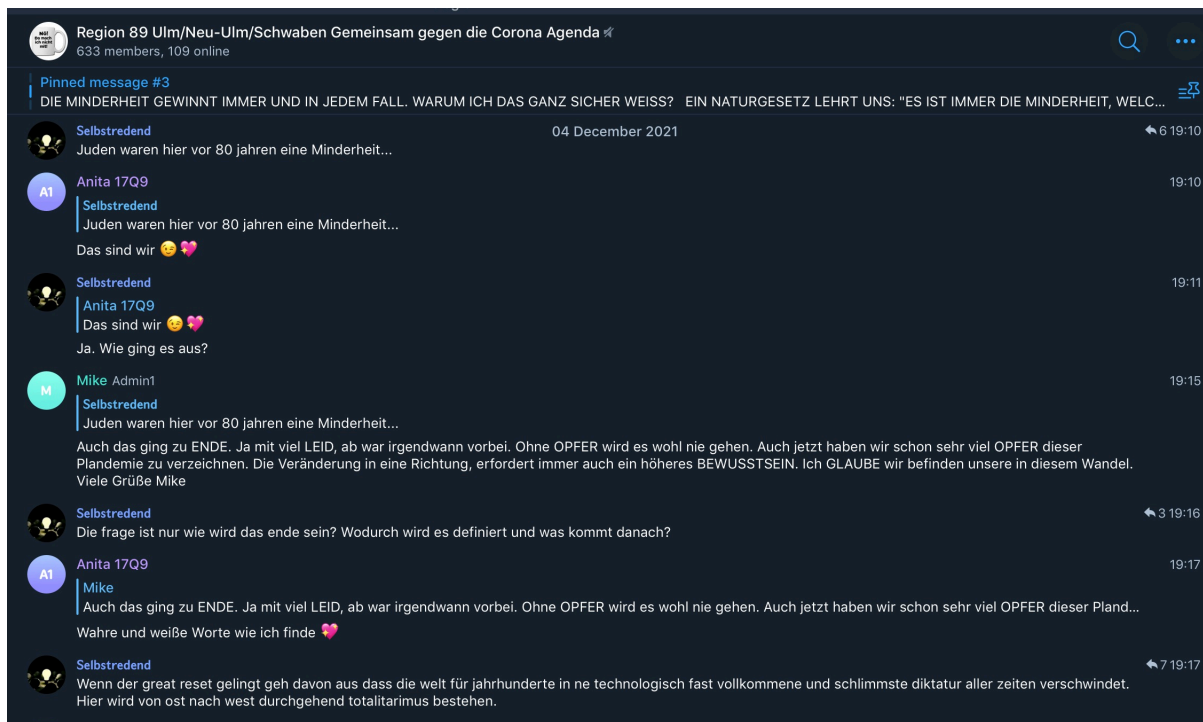 Region 89 Ulm/Neu-Ulm/Schwaben Gemeinsam gegen die Corona Agenda
633 members, 109 online
Pinned message #3
DIE MINDERHEIT GEWINNT IMMER UND IN JEDEM FALL. WARUM ICH DAS GANZ SICHER WEISS? EIN NATURGESETZ LEHRT UNS: "ES IST IMMER DIE MINDERHEIT, WELC...
04 December 2021
Selbstredend
6 19:10
Juden waren hier vor 80 jahren eine Minderheit...
A1
Anita 17Q9
19:10
Selbstredend
Juden waren hier vor 80 jahren eine Minderheit...
Das sind wir 😉💖
Selbstredend
19:11
Anita 17Q9
Das sind wir 😉💖
Ja. Wie ging es aus?
M
Mike Admin1
19:15
Selbstredend
Juden waren hier vor 80 jahren eine Minderheit...
Auch das ging zu ENDE. Ja mit viel LEID, ab war irgendwann vorbei. Ohne OPFER wird es wohl nie gehen. Auch jetzt haben wir schon sehr viel OPFER dieser
Plandemie zu verzeichnen. Die Veränderung in eine Richtung, erfordert immer auch ein höheres BEWUSSTSEIN. Ich GLAUBE wir befinden unsere in diesem Wandel.
Viele Grüße Mike
Selbstredend
3 19:16
Die frage ist nur wie wird das ende sein? Wodurch wird es definiert und was kommt danach?
A1
Anita 17Q9
19:17
Mike
Auch das ging zu ENDE. Ja mit viel LEID, ab war irgendwann vorbei. Ohne OPFER wird es wohl nie gehen. Auch jetzt haben wir schon sehr viel OPFER dieser Pland...
Wahre und weiße Worte wie ich finde 💖
Selbstredend
7 19:17
Wenn der great reset gelingt geh davon aus dass die welt für jahrhunderte in ne technologisch fast vollkommene und schlimmste diktatur aller zeiten verschwindet.
Hier wird von ost nach west durchgehend totalitarimus bestehen.